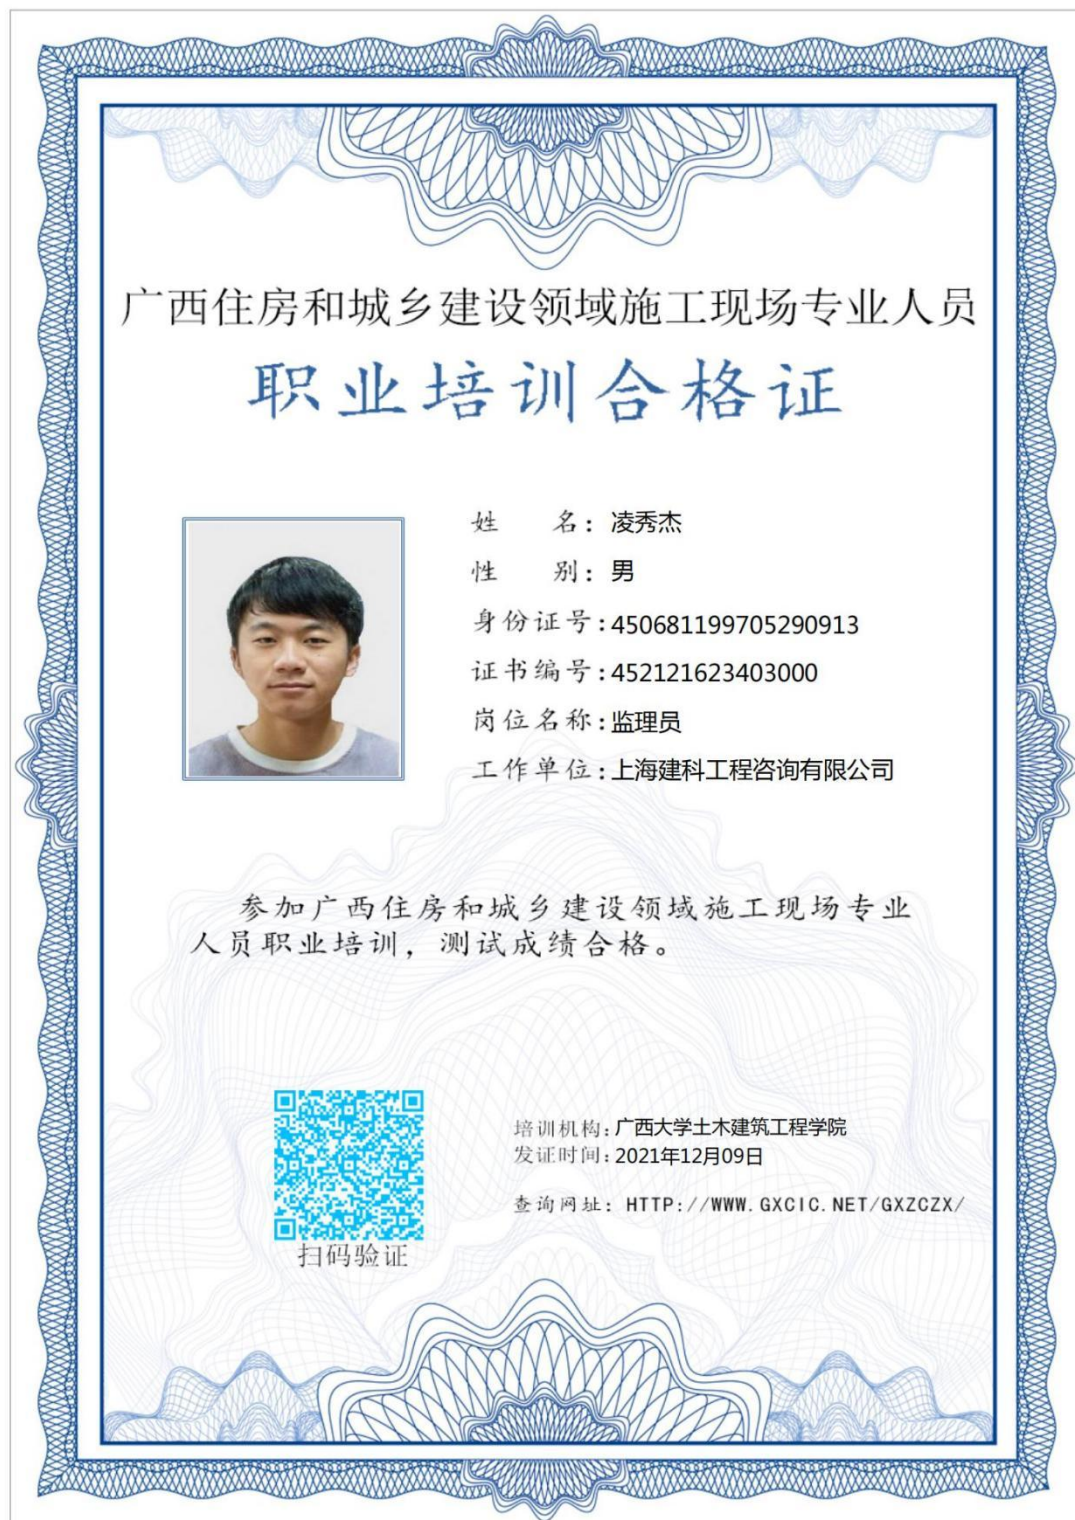 广西住房和城乡建设领域施工现场专业人员
职业培训合格证
姓名：凌秀杰
性别：男
身份证号：450681199705290913
证书编号：452121623403000
岗位名称：监理员
工作单位：上海建科工程咨询有限公司
参加广西住房和城乡建设领域施工现场专业
人员职业培训，测试成绩合格。
培训机构：广西大学土木建筑工程学院
发证时间：2021年12月09日
查询网址：HTTP://WWW.GXCIC.NET/GXZCZX/
扫码验证